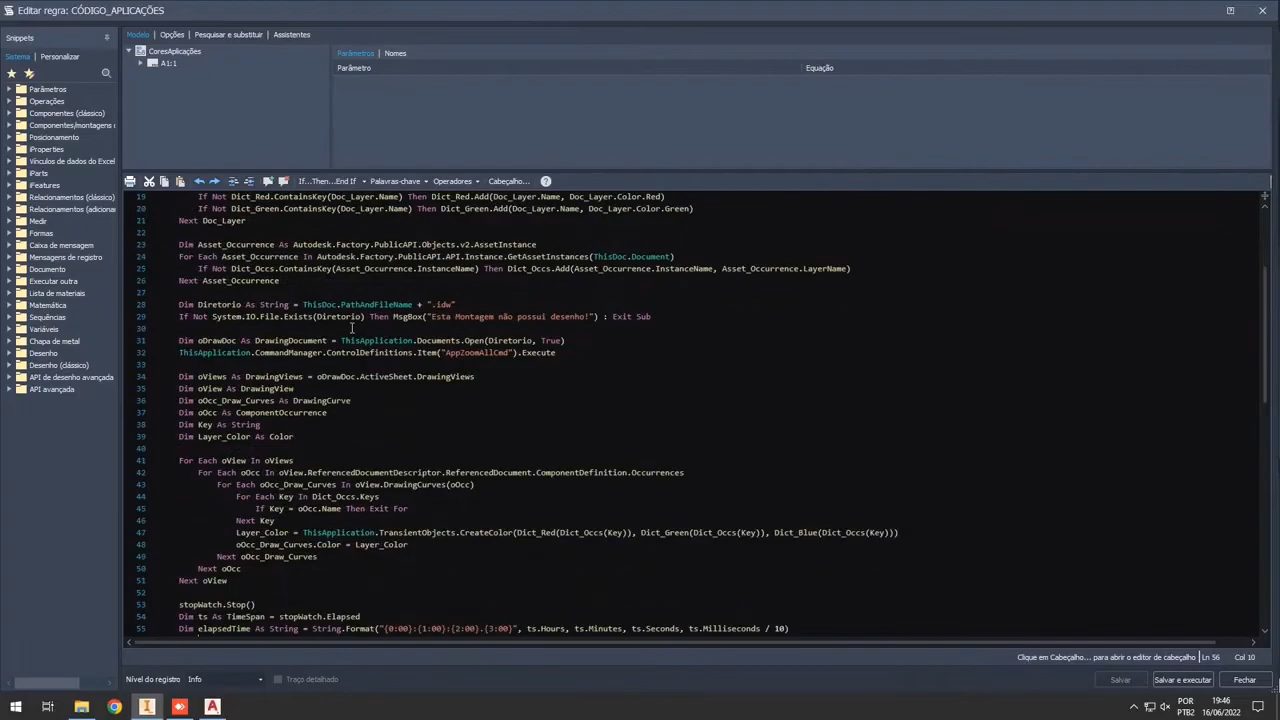 Editar regra: CÓDIGO_APLICAÇÕES
Snippets
Sistema Personalizar
Parâmetros
Operações
Componentes (clássico)
Componentes/montagens c
Posicionamento
iProperties
Vínculos de dados do Excel
iParts
iFeatures
Relacionamentos (clássico)
Relacionamentos (adicionar
Medir
Formas
Caixa de mensagem
Mensagens de registro
Documento
Executar outra
Lista de materiais
Matemática
Sequências
Variáveis
Chapa de metal
Desenho
Desenho (clássico)
API de desenho avançada
API avançada
Modelo Opções Pesquisar e substituir Assistentes
CoresAplicações
A1:1
Parâmetros Nomes
Parâmetro Equação
If...Then...End If Palavras-chave Operadores Cabeçalho...
19 If Not Dict_Red.ContainsKey(Doc_Layer.Name) Then Dict_Red.Add(Doc_Layer.Name, Doc_Layer.Color.Red)
20 If Not Dict_Green.ContainsKey(Doc_Layer.Name) Then Dict_Green.Add(Doc_Layer.Name, Doc_Layer.Color.Green)
21 Next Doc_Layer
22
23 Dim Asset_Occurrence As Autodesk.Factory.PublicAPI.Objects.v2.AssetInstance
24 For Each Asset_Occurrence In Autodesk.Factory.PublicAPI.API.Instance.GetAssetInstances(ThisDoc.Document)
25 If Not Dict_Occs.ContainsKey(Asset_Occurrence.InstanceName) Then Dict_Occs.Add(Asset_Occurrence.InstanceName, Asset_Occurrence.LayerName)
26 Next Asset_Occurrence
27
28 Dim Diretorio As String = ThisDoc.PathAndFileName + ".idw"
29 If Not System.IO.File.Exists(Diretorio) Then MsgBox("Esta Montagem não possui desenho!") : Exit Sub
30
31 Dim oDrawDoc As DrawingDocument = ThisApplication.Documents.Open(Diretorio, True)
32 ThisApplication.CommandManager.ControlDefinitions.Item("AppZoomAllCmd").Execute
33
34 Dim oViews As DrawingViews = oDrawDoc.ActiveSheet.DrawingViews
35 Dim oView As DrawingView
36 Dim oOcc_Draw_Curves As DrawingCurve
37 Dim oOcc As ComponentOccurrence
38 Dim Key As String
39 Dim Layer_Color As Color
40
41 For Each oView In oViews
42 For Each oOcc In oView.ReferencedDocumentDescriptor.ReferencedDocument.ComponentDefinition.Occurrences
43 For Each oOcc_Draw_Curves In oView.DrawingCurves(oOcc)
44 For Each Key In Dict_Occs.Keys
45 If Key = oOcc.Name Then Exit For
46 Next Key
47 Layer_Color = ThisApplication.TransientObjects.CreateColor(Dict_Red(Dict_Occs(Key)), Dict_Green(Dict_Occs(Key)), Dict_Blue(Dict_Occs(Key)))
48 oOcc_Draw_Curves.Color = Layer_Color
49 Next oOcc_Draw_Curves
50 Next oOcc
51 Next oView
52
53 stopWatch.Stop()
54 Dim ts As TimeSpan = stopWatch.Elapsed
55 Dim elapsedTime As String = String.Format("{0:00}:{1:00}:{2:00}.{3:00}", ts.Hours, ts.Minutes, ts.Seconds, ts.Milliseconds / 10)
Clique em Cabeçalho... para abrir o editor de cabeçalho Ln 56 Col 10
Nível do registro Info Traço detalhado Salvar Salvar e executar Fechar
POR
PTB2
19:46
16/06/2022